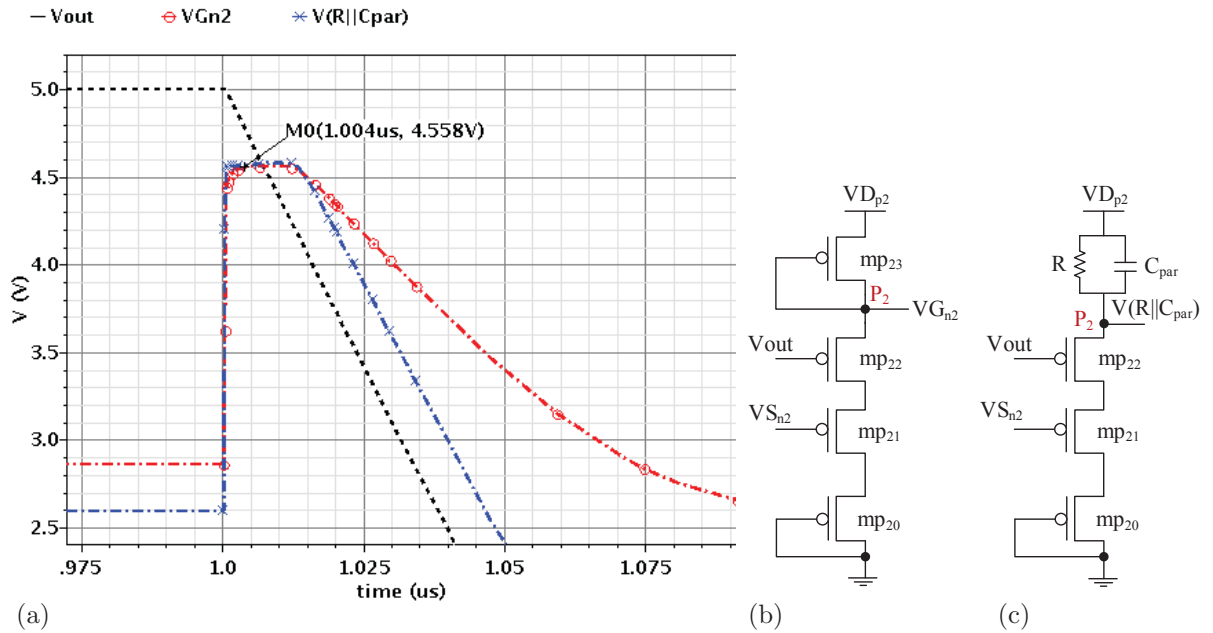 Vout VGn2 V(R||Cpar)
V (V)
5.0
4.5
4.0
3.5
3.0
2.5
M0(1.004us, 4.558V)
.975 1.0 1.025 1.05 1.075
time (us)
(a)
VDp2
mp23
P2
VGn2
Vout
mp22
VSn2
mp21
mp20
(b)
VDp2
R
Cpar
V(R||Cpar)
P2
Vout
mp22
VSn2
mp21
mp20
(c)